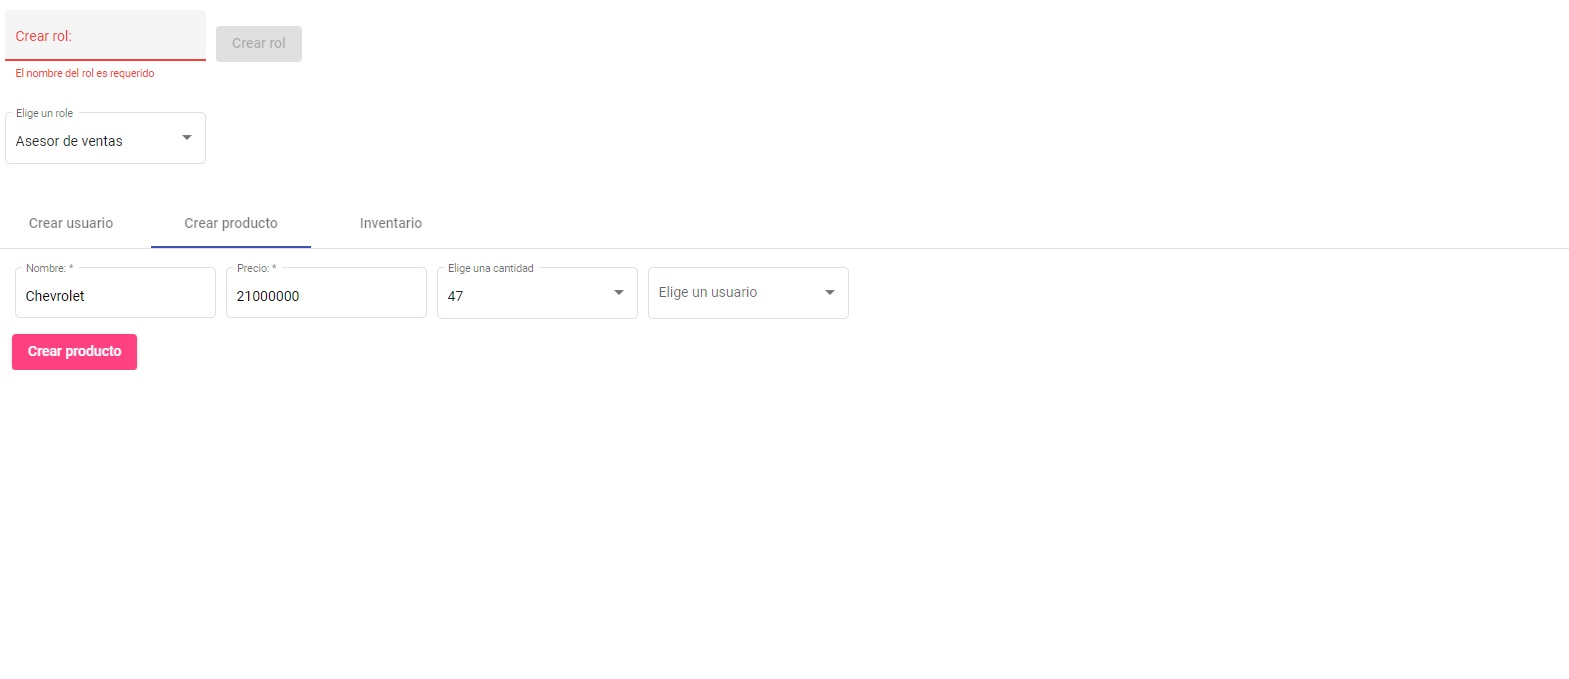 Crear rol:
Crear rol
El nombre del rol es requerido
Elige un role
Asesor de ventas
Crear usuario
Crear producto
Inventario
Nombre: *
Chevrolet
Precio: *
21000000
Elige una cantidad
47
Elige un usuario
Crear producto